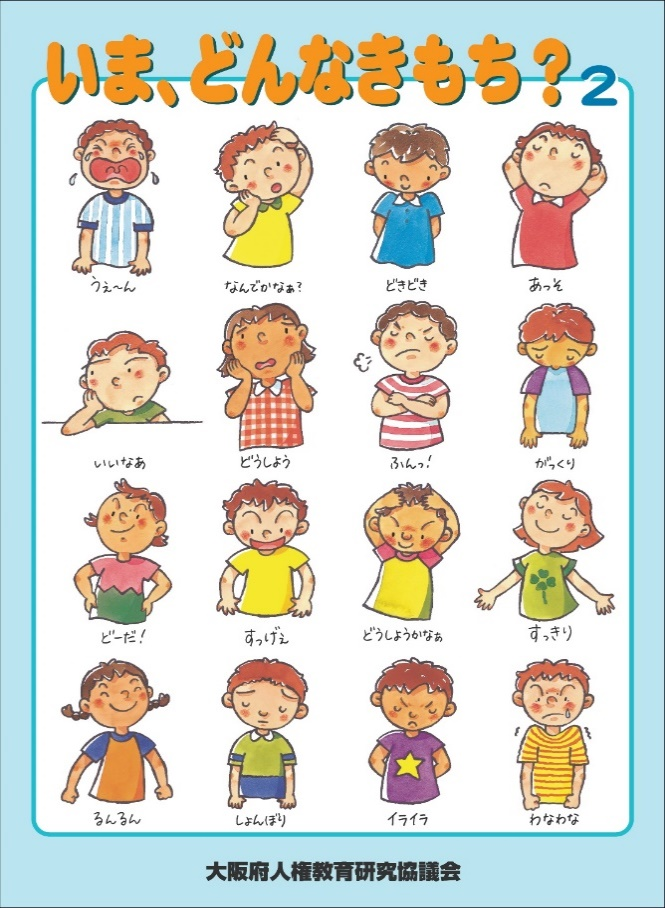 いま、どんなきもち？2
うぇ〜ん
なんでかなぁ?
どきどき
あっそ
いいなあ
どうしよう
ふんっ!
がっくり
どーだ!
すっげぇ
どうしようかなぁ
すっきり
るんるん
しょんぼり
イライラ
わなわな
大阪府人権教育研究協議会